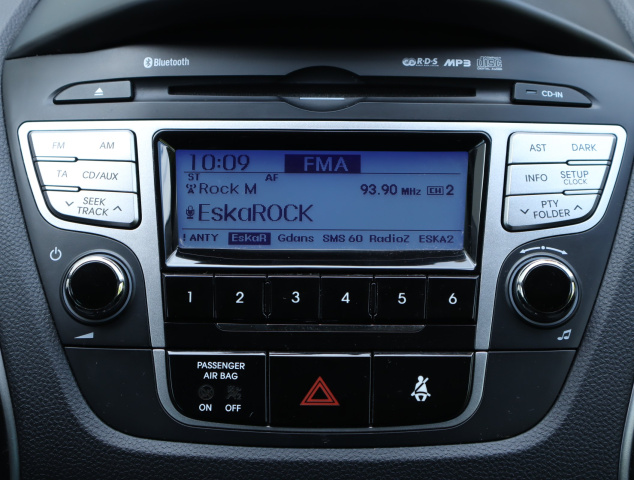 Bluetooth
R·D·S MP3 disc
CD-IN
FM AM
TA CD/AUX
SEEK
TRACK
AST DARK
INFO SETUP
CLOCK
PTY
FOLDER
10:09 FMA
ST AF
Rock M 93.90 MHz CH 2
EskaROCK
ANTY EskaR Gdans SMS 60 RadioZ ESKA2
1 2 3 4 5 6
PASSENGER
AIR BAG
ON OFF